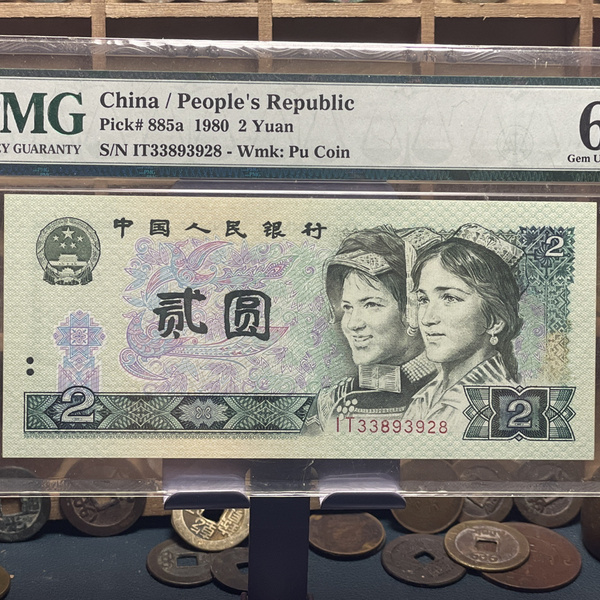 MG
China / People's Republic
Pick# 885a 1980 2 Yuan
EY GUARANTY
S/N IT33893928 - Wmk: Pu Coin
6
Gem U
中国人民银行
2
贰圆
2
IT33893928
2